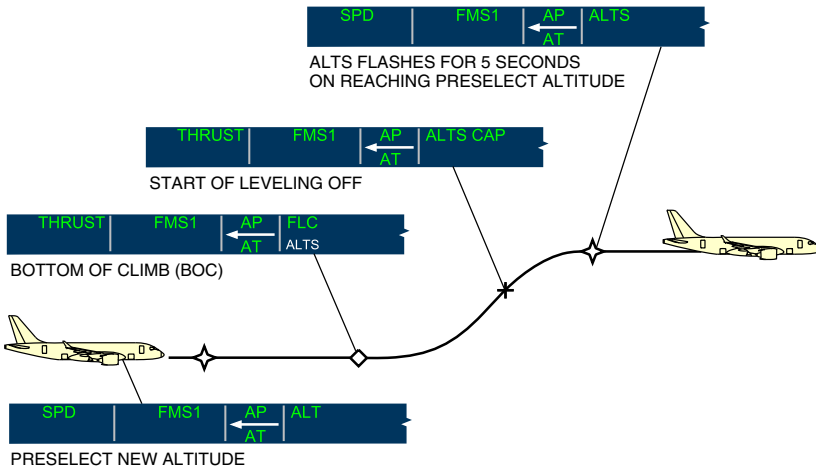 SPD FMS1 AP ALTS
AT
ALTS FLASHES FOR 5 SECONDS
ON REACHING PRESELECT ALTITUDE
THRUST FMS1 AP ALTS CAP
AT
START OF LEVELING OFF
THRUST FMS1 AP FLC
AT ALTS
BOTTOM OF CLIMB (BOC)
SPD FMS1 AP ALT
AT
PRESELECT NEW ALTITUDE